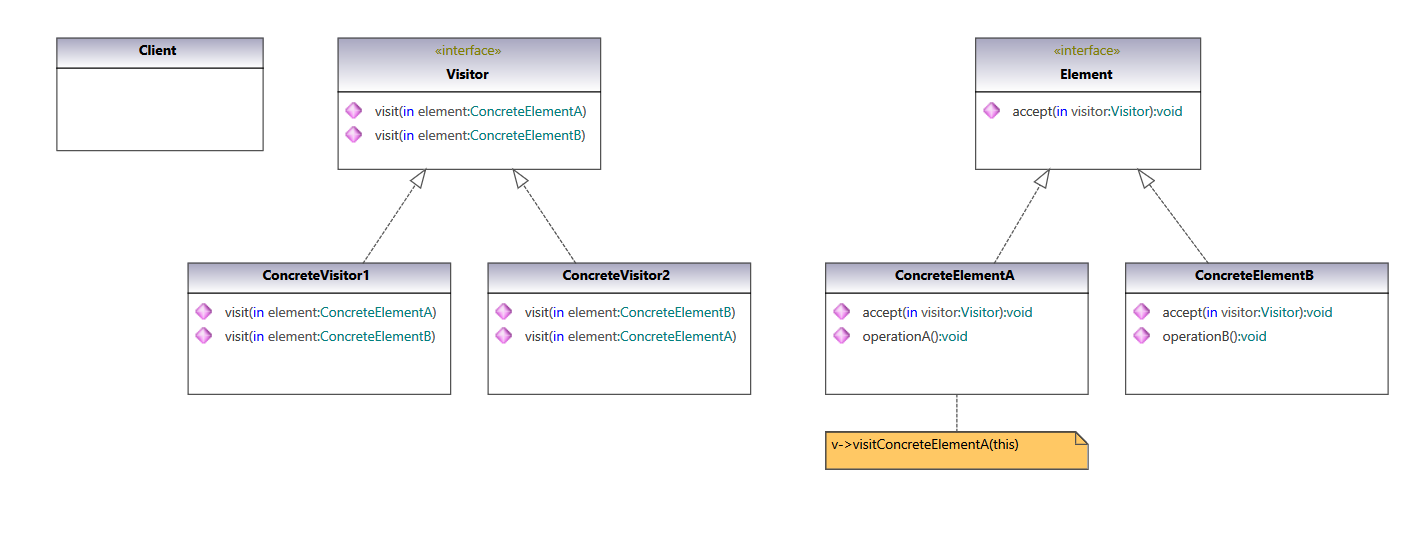 Client
«interface»
Visitor
visit(in element:ConcreteElementA)
visit(in element:ConcreteElementB)
«interface»
Element
accept(in visitor:Visitor):void
ConcreteVisitor1
visit(in element:ConcreteElementA)
visit(in element:ConcreteElementB)
ConcreteVisitor2
visit(in element:ConcreteElementB)
visit(in element:ConcreteElementA)
ConcreteElementA
accept(in visitor:Visitor):void
operationA():void
ConcreteElementB
accept(in visitor:Visitor):void
operationB():void
v->visitConcreteElementA(this)